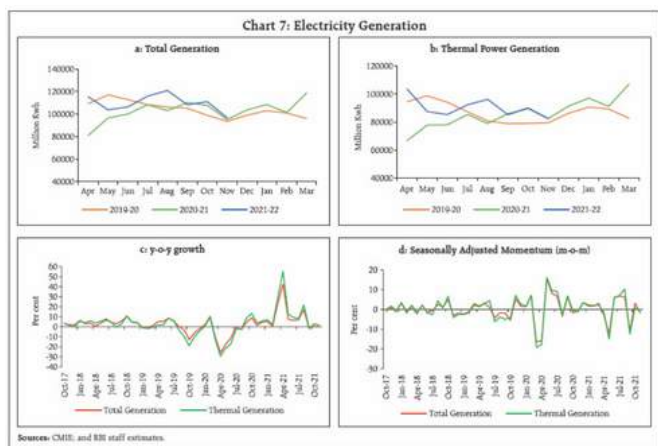 Chart 7: Electricity Generation
a: Total Generation
Million Kwh
140000
120000
100000
80000
60000
40000
Apr May Jun Jul Aug Sep Oct Nov Dec Jan Feb Mar
2019-20 2020-21 2021-22
b: Thermal Power Generation
Million Kwh
120000
100000
80000
60000
40000
Apr May Jun Jul Aug Sep Oct Nov Dec Jan Feb Mar
2019-20 2020-21 2021-22
c: y-o-y growth
Per cent
60
50
40
30
20
10
0
-10
-20
-30
-40
Oct-17 Jan-18 Apr-18 Jul-18 Oct-18 Jan-19 Apr-19 Jul-19 Oct-19 Jan-20 Apr-20 Jul-20 Oct-20 Jan-21 Apr-21 Jul-21 Oct-21
Total Generation Thermal Generation
d: Seasonally Adjusted Momentum (m-o-m)
Per cent
20
10
0
-10
-20
-30
Oct-17 Jan-18 Apr-18 Jul-18 Oct-18 Jan-19 Apr-19 Jul-19 Oct-19 Jan-20 Apr-20 Jul-20 Oct-20 Jan-21 Apr-21 Jul-21 Oct-21
Total Generation Thermal Generation
Sources: CMIE; and RBI staff estimates.